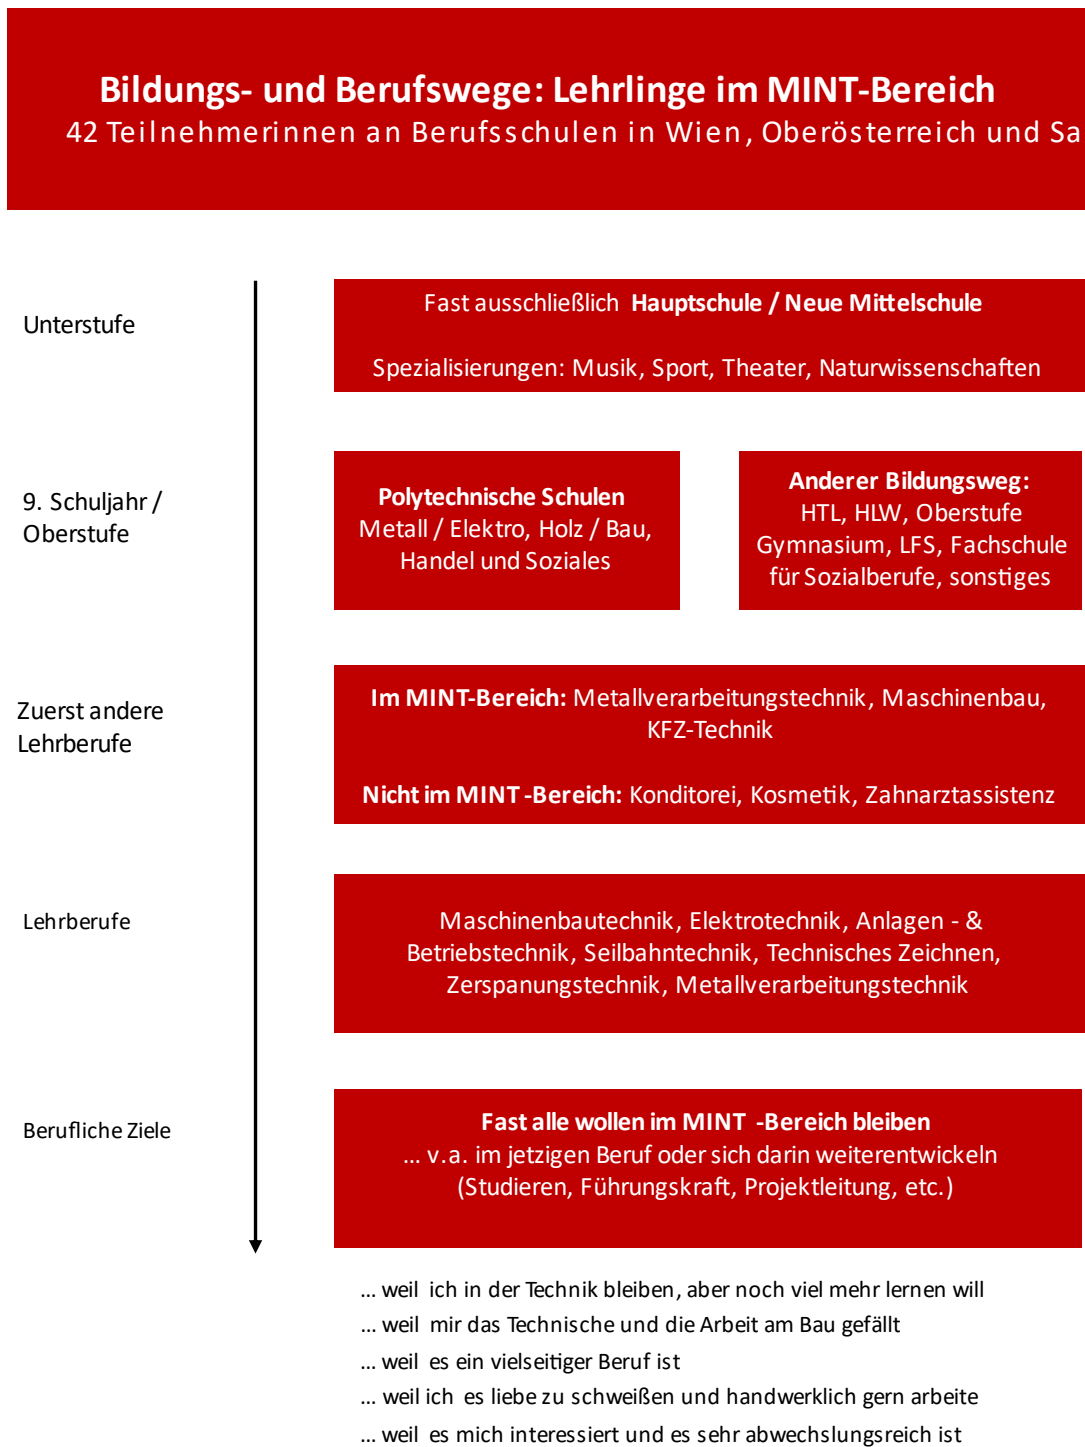 Bildungs- und Berufswege: Lehrlinge im MINT-Bereich
42 Teilnehmerinnen an Berufsschulen in Wien, Oberösterreich und Sa
Unterstufe
Fast ausschließlich Hauptschule / Neue Mittelschule
Spezialisierungen: Musik, Sport, Theater, Naturwissenschaften
9. Schuljahr /
Oberstufe
Polytechnische Schulen
Metall / Elektro, Holz / Bau,
Handel und Soziales
Anderer Bildungsweg:
HTL, HLW, Oberstufe
Gymnasium, LFS, Fachschule
für Sozialberufe, sonstiges
Zuerst andere
Lehrberufe
Im MINT-Bereich: Metallverarbeitungstechnik, Maschinenbau,
KFZ-Technik
Nicht im MINT -Bereich: Konditorei, Kosmetik, Zahnarztassistenz
Lehrberufe
Maschinenbautechnik, Elektrotechnik, Anlagen - &
Betriebstechnik, Seilbahntechnik, Technisches Zeichnen,
Zerspanungstechnik, Metallverarbeitungstechnik
Berufliche Ziele
Fast alle wollen im MINT -Bereich bleiben
... v.a. im jetzigen Beruf oder sich darin weiterentwickeln
(Studieren, Führungskraft, Projektleitung, etc.)
... weil ich in der Technik bleiben, aber noch viel mehr lernen will
... weil mir das Technische und die Arbeit am Bau gefällt
... weil es ein vielseitiger Beruf ist
... weil ich es liebe zu schweißen und handwerklich gern arbeite
... weil es mich interessiert und es sehr abwechslungsreich ist